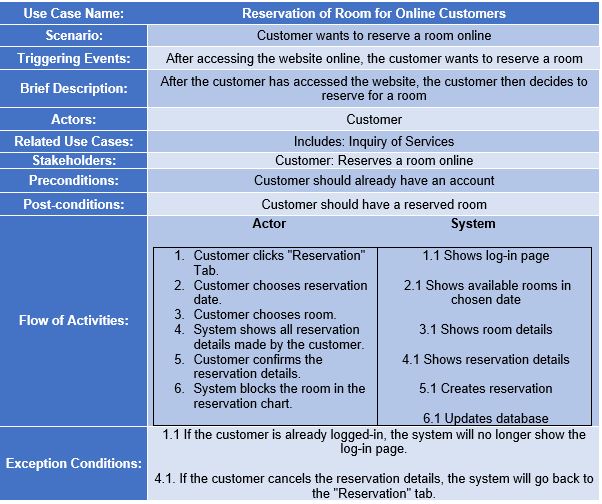 Use Case Name: Reservation of Room for Online Customers
Scenario: Customer wants to reserve a room online
Triggering Events: After accessing the website online, the customer wants to reserve a room
Brief Description: After the customer has accessed the website, the customer then decides to
reserve for a room
Actors: Customer
Related Use Cases: Includes: Inquiry of Services
Stakeholders: Customer: Reserves a room online
Preconditions: Customer should already have an account
Post-conditions: Customer should have a reserved room
Flow of Activities:
Actor
1. Customer clicks "Reservation"
Tab.
2. Customer chooses reservation
date.
3. Customer chooses room.
4. System shows all reservation
details made by the customer.
5. Customer confirms the
reservation details.
6. System blocks the room in the
reservation chart.
System
1.1 Shows log-in page
2.1 Shows available rooms in
chosen date
3.1 Shows room details
4.1 Shows reservation details
5.1 Creates reservation
6.1 Updates database
Exception Conditions:
1.1 If the customer is already logged-in, the system will no longer show the
log-in page.
4.1. If the customer cancels the reservation details, the system will go back to
the "Reservation" tab.